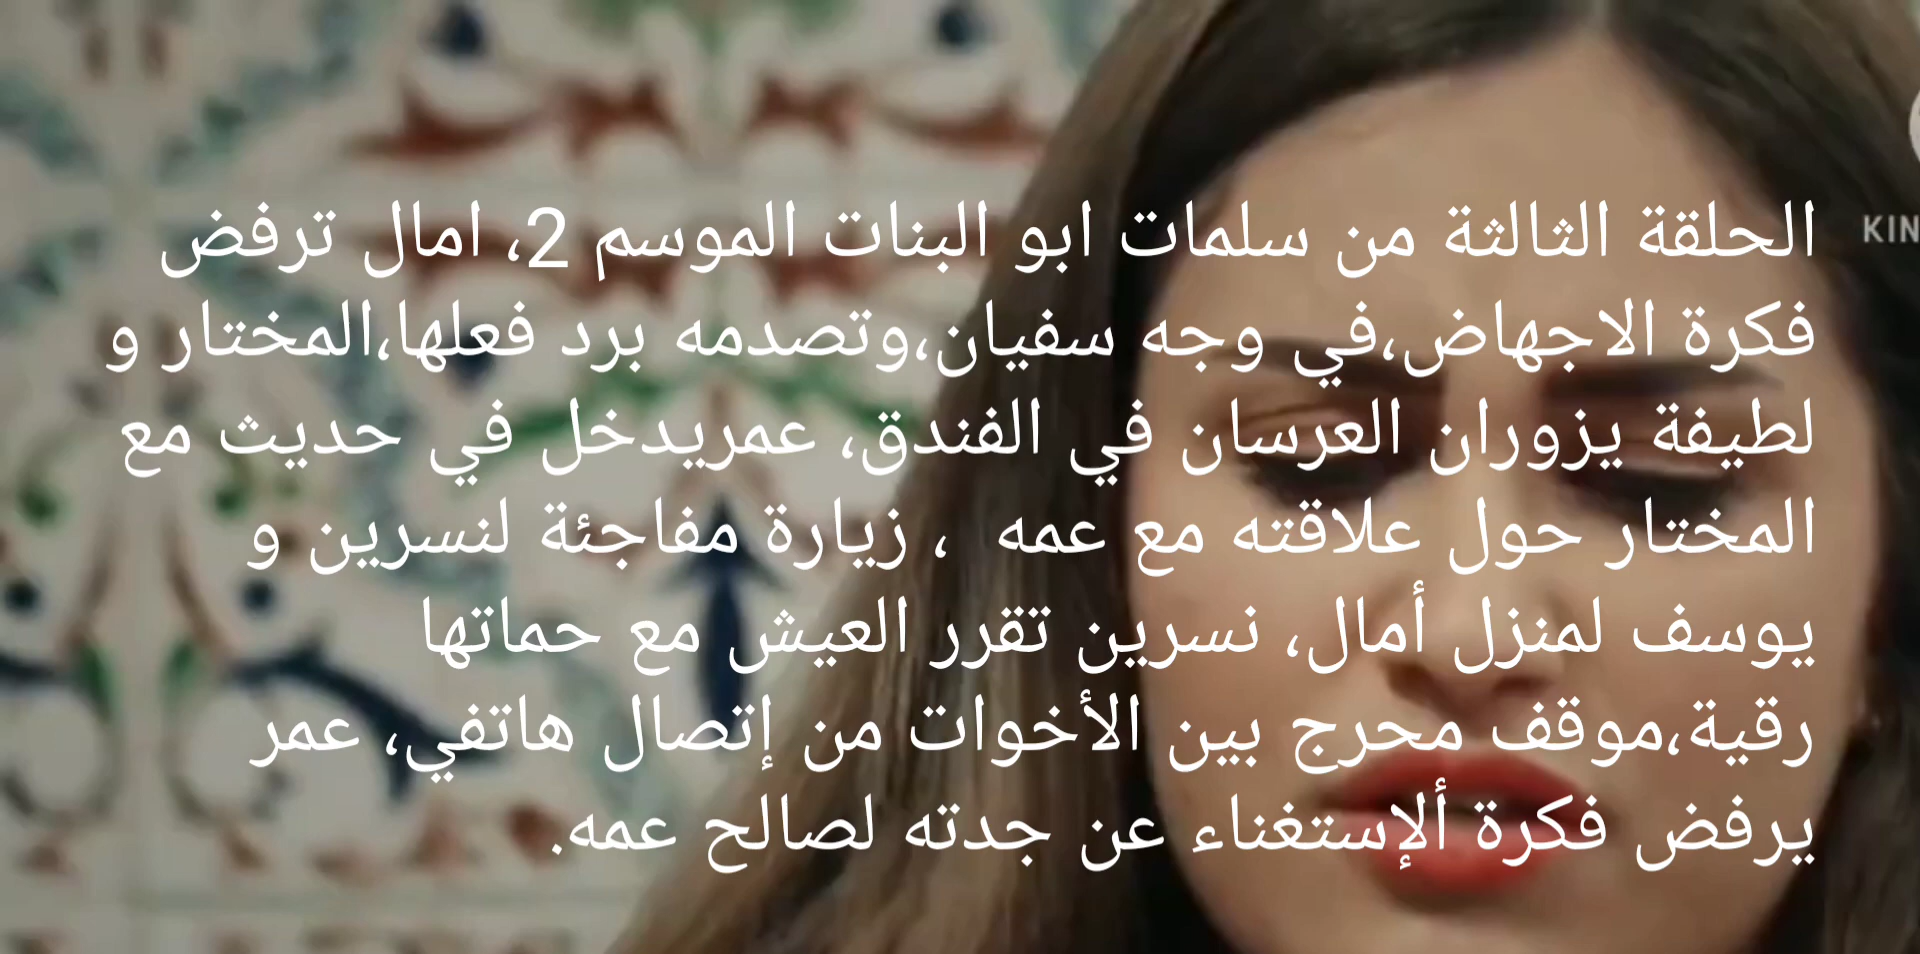 الحلقة الثالثة من سلمات ابو البنات الموسم 2، امال ترفض
فكرة الاجهاض،في وجه سفيان،وتصدمه برد فعلها،المختار و
لطيفة يزوران العرسان في الفندق، عمريدخل في حديث مع
المختار حول علاقته مع عمه ، زيارة مفاجئة لنسرين و
يوسف لمنزل أمال، نسرين تقرر العيش مع حماتها
رقية،موقف محرج بين الأخوات من إتصال هاتفي، عمر
يرفض فكرة ألإستغناء عن جدته لصالح عمه.
KIN